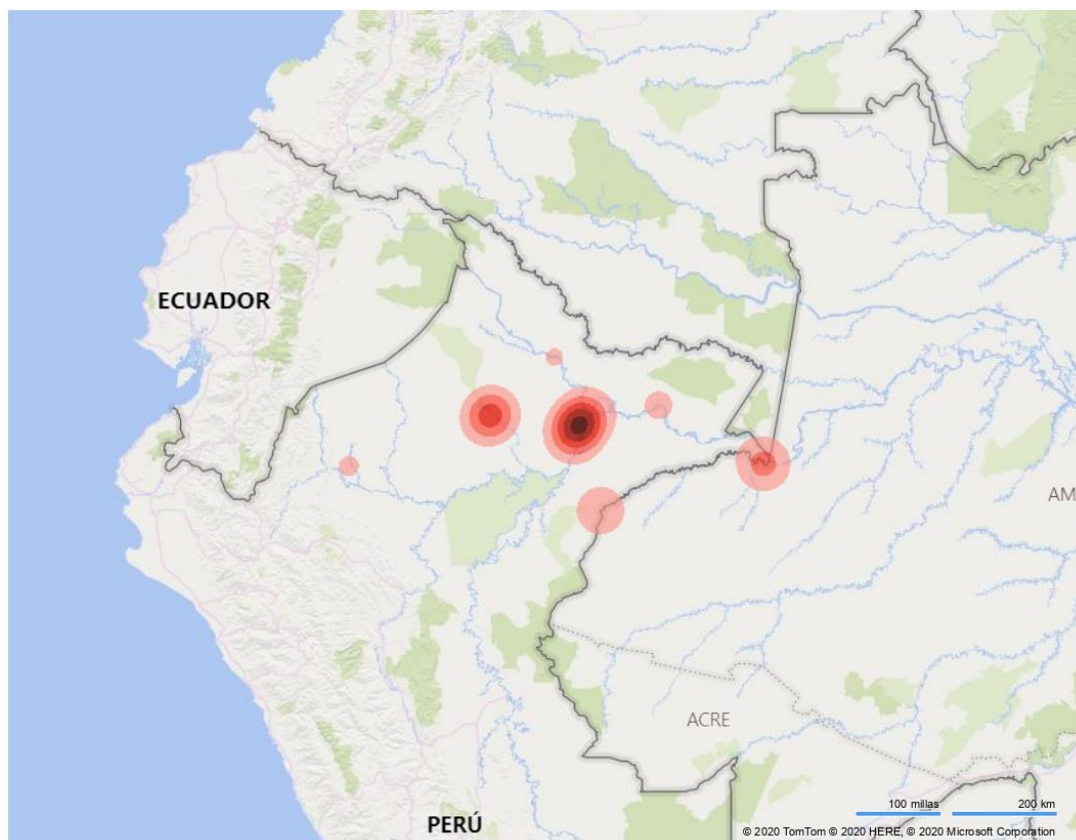 ECUADOR
AM
ACRE
100 millas
200 km
PERÚ
© 2020 TomTom © 2020 HERE, © 2020 Microsoft Corporation